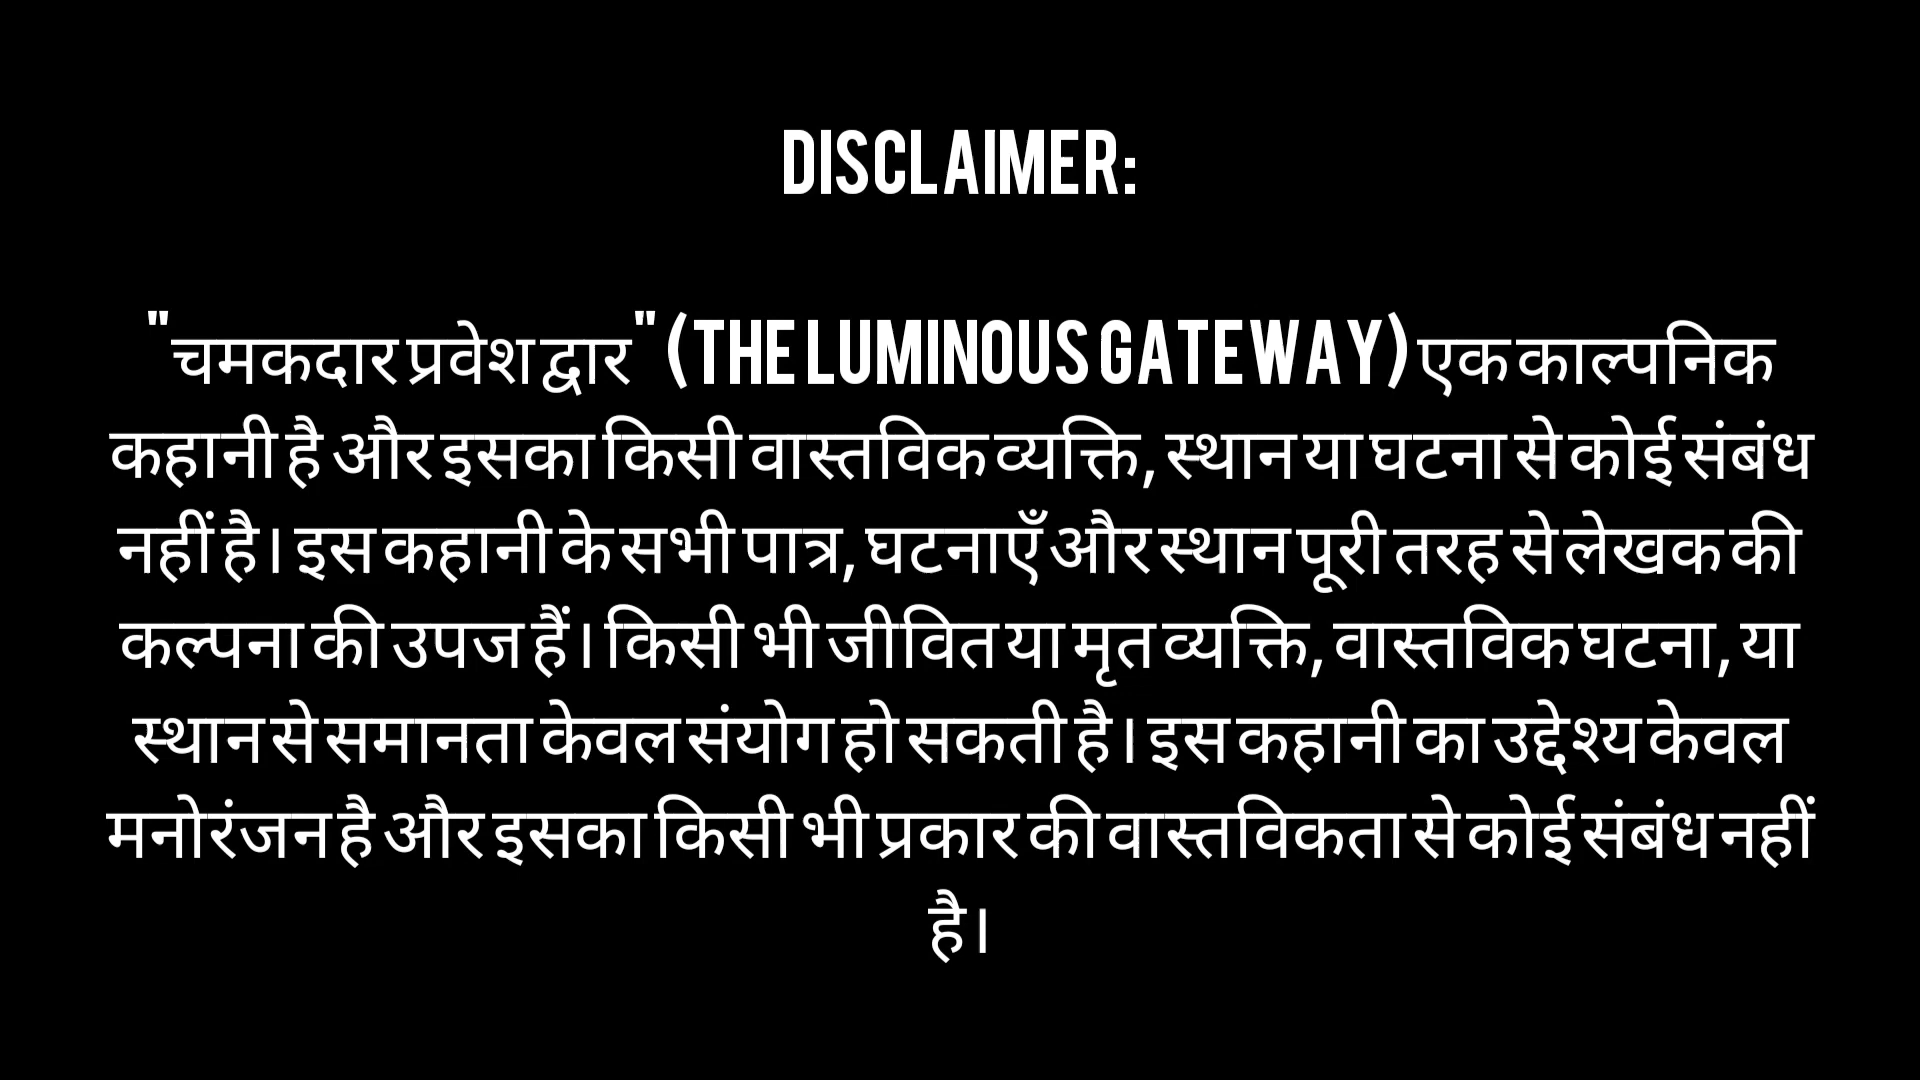 DISCLAIMER:
"चमकदार प्रवेश द्वार" (THE LUMINOUS GATEWAY) एक काल्पनिक
कहानी है और इसका किसी वास्तविक व्यक्ति, स्थान या घटना से कोई संबंध
नहीं है। इस कहानी के सभी पात्र, घटनाएँ और स्थान पूरी तरह से लेखक की
कल्पना की उपज हैं। किसी भी जीवित या मृत व्यक्ति, वास्तविक घटना, या
स्थान से समानता केवल संयोग हो सकती है। इस कहानी का उद्देश्य केवल
मनोरंजन है और इसका किसी भी प्रकार की वास्तविकता से कोई संबंध नहीं
है।